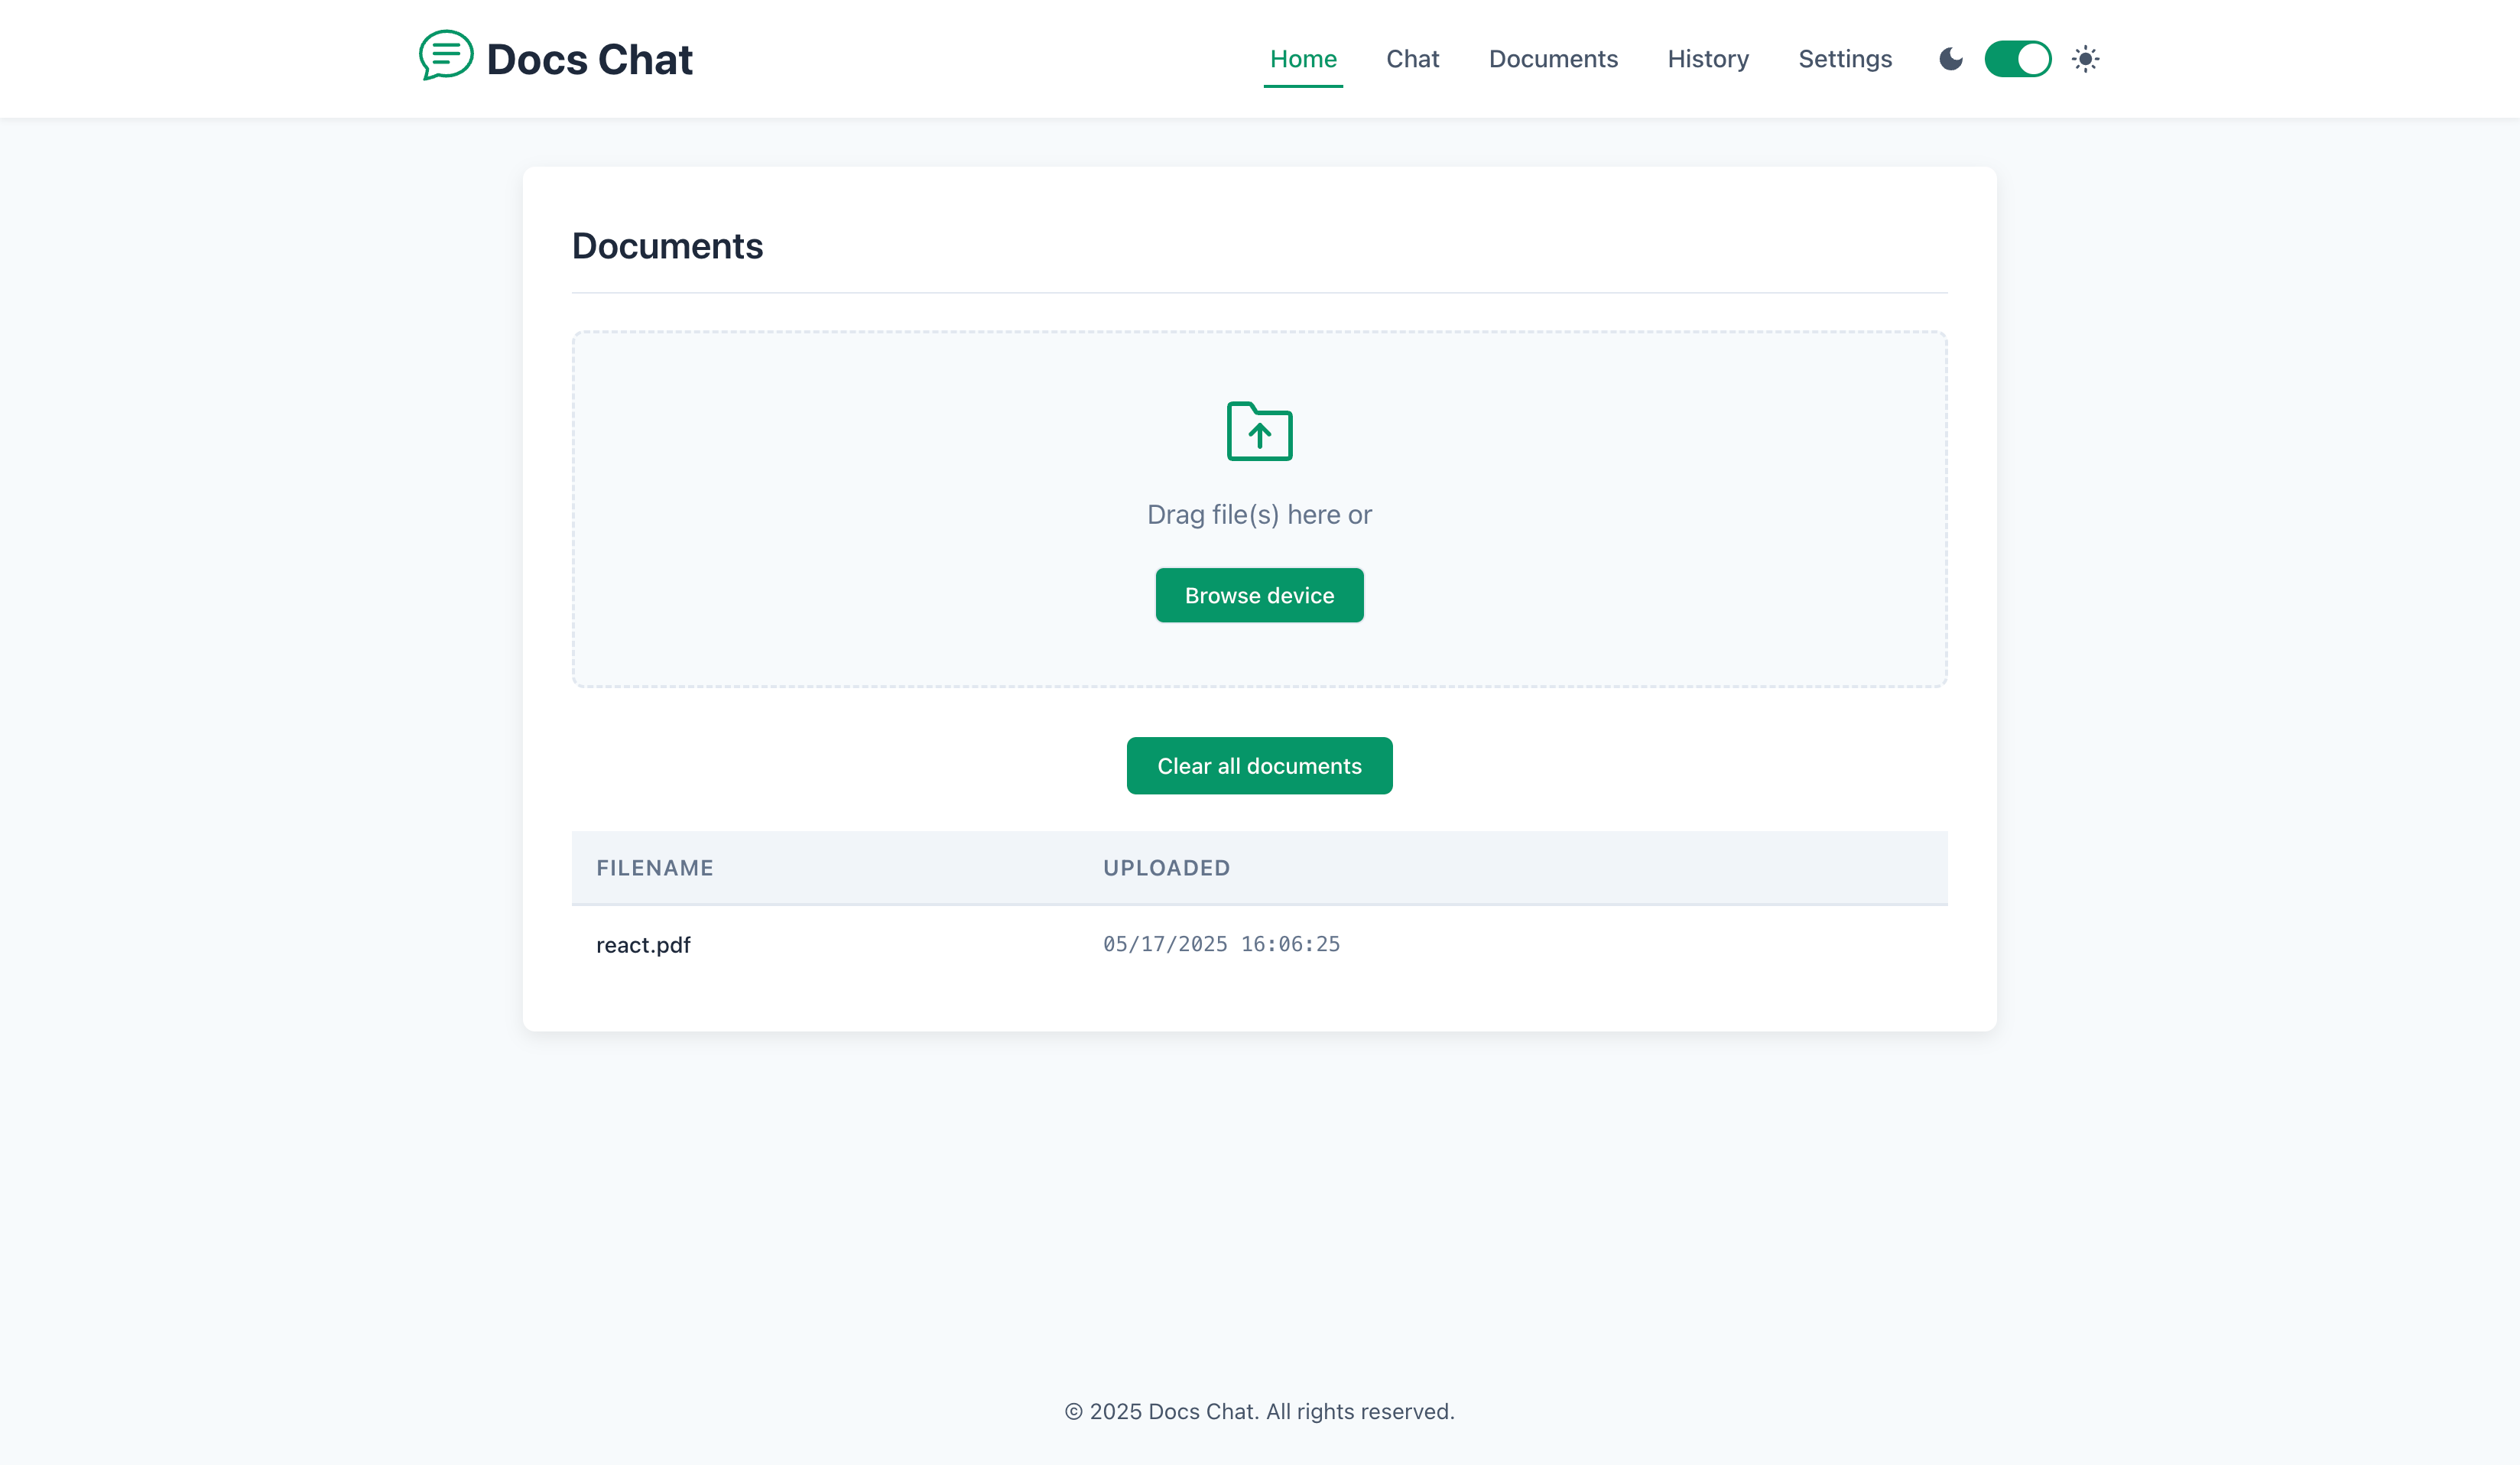 Docs Chat
Home Chat Documents History Settings
Documents
Drag file(s) here or
Browse device
Clear all documents
FILENAME UPLOADED
react.pdf 05/17/2025 16:06:25
© 2025 Docs Chat. All rights reserved.